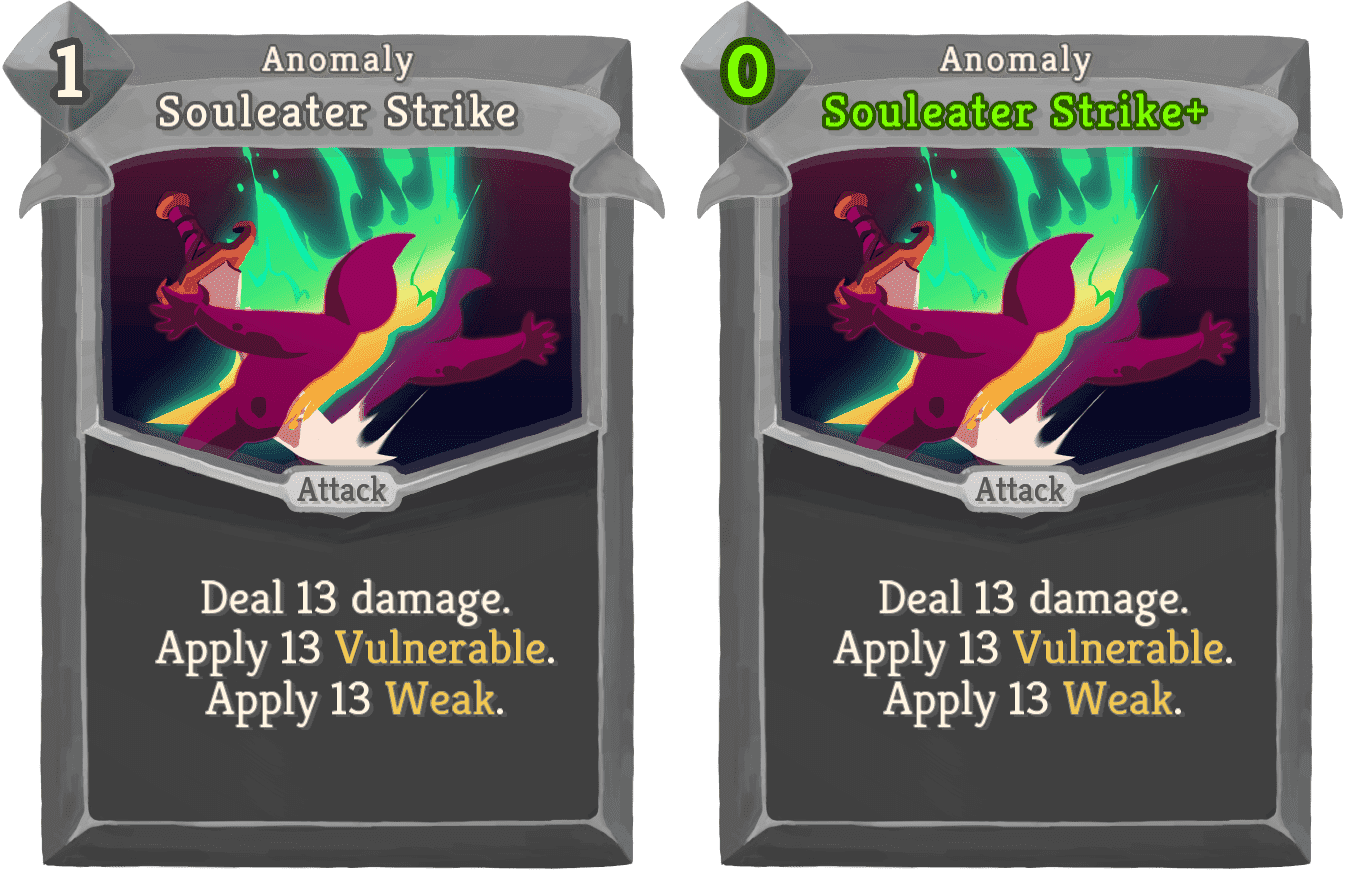 1
Anomaly
Souleater Strike
Attack
Deal 13 damage.
Apply 13 Vulnerable.
Apply 13 Weak.
0
Anomaly
Souleater Strike+
Attack
Deal 13 damage.
Apply 13 Vulnerable.
Apply 13 Weak.